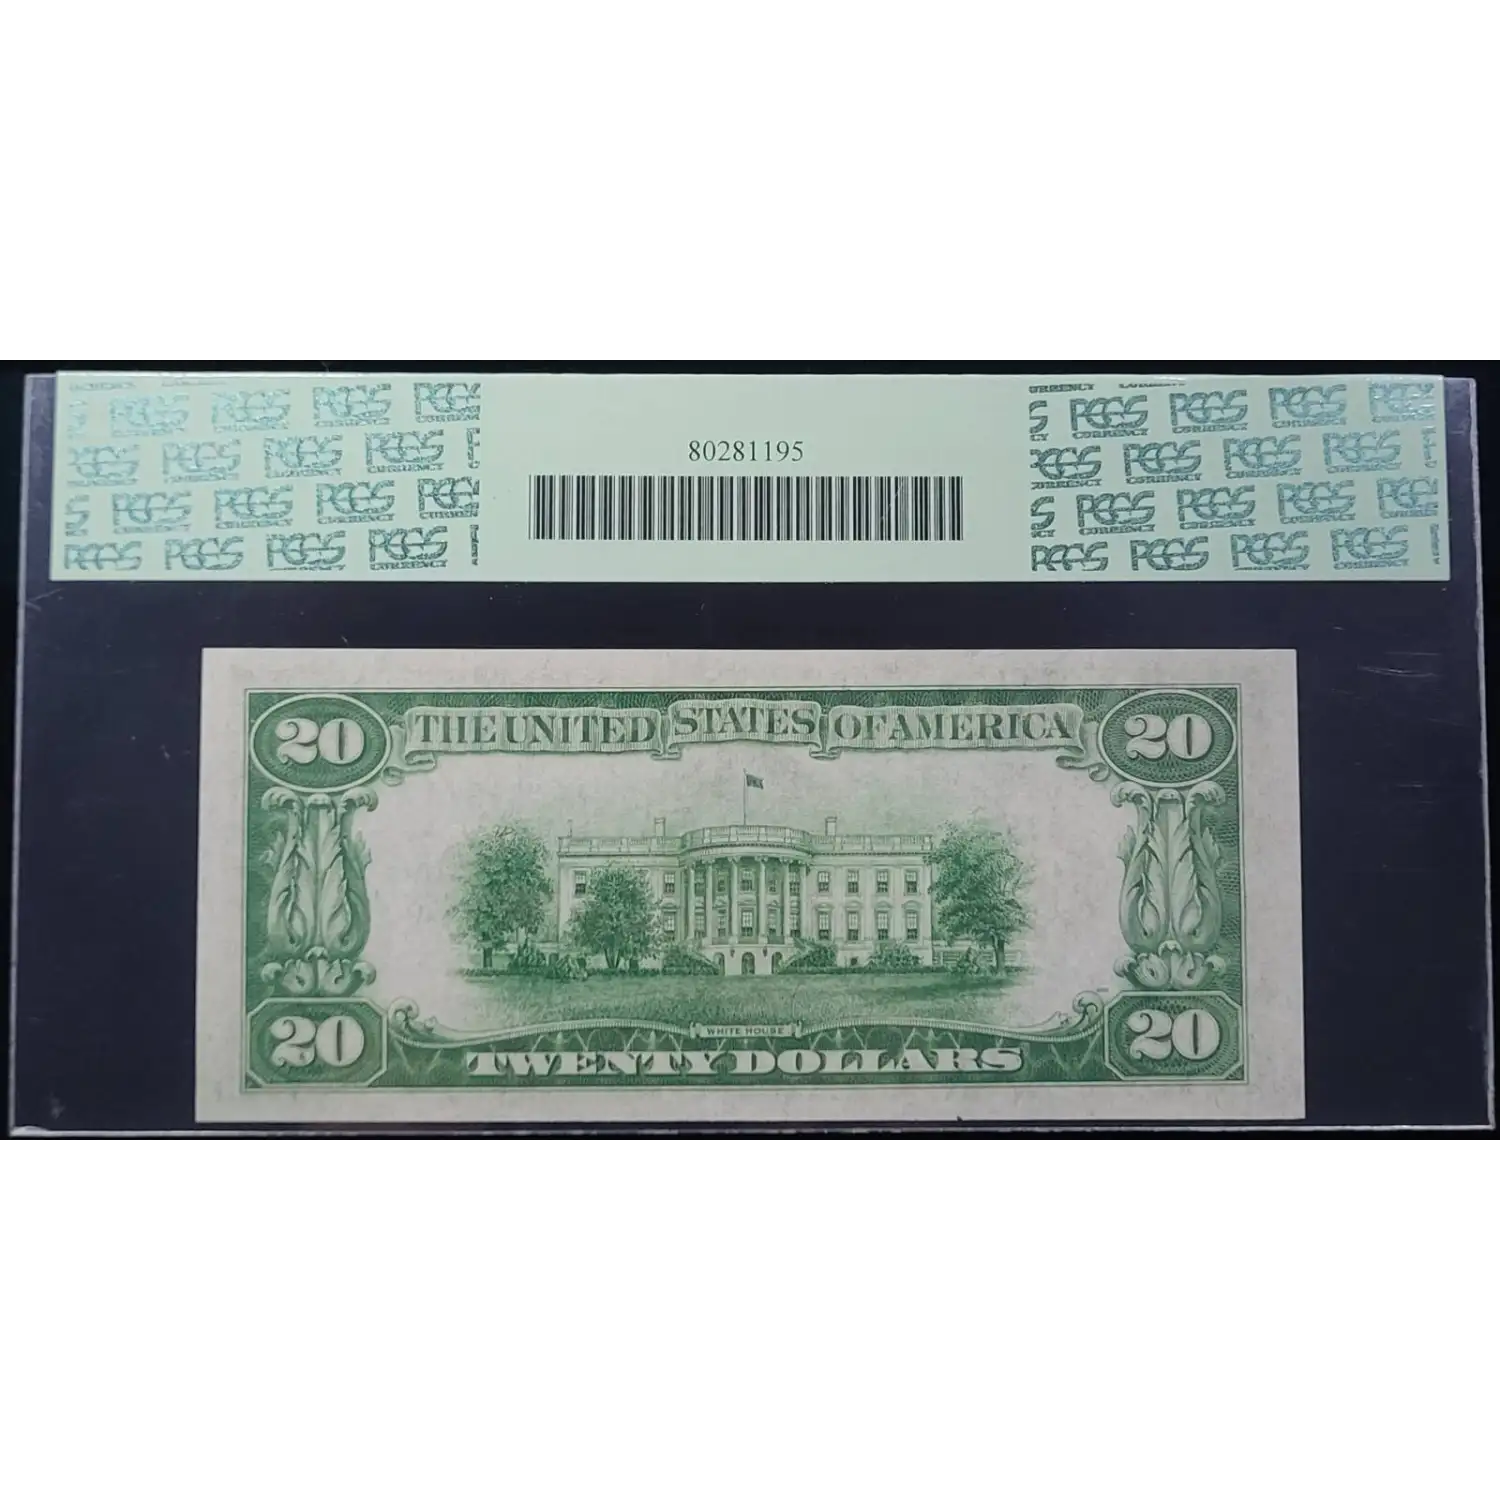 PCGS CURRENCY
80281195
20 THE UNITED STATES OF AMERICA 20
WHITE HOUSE
20 TWENTY DOLLARS 20